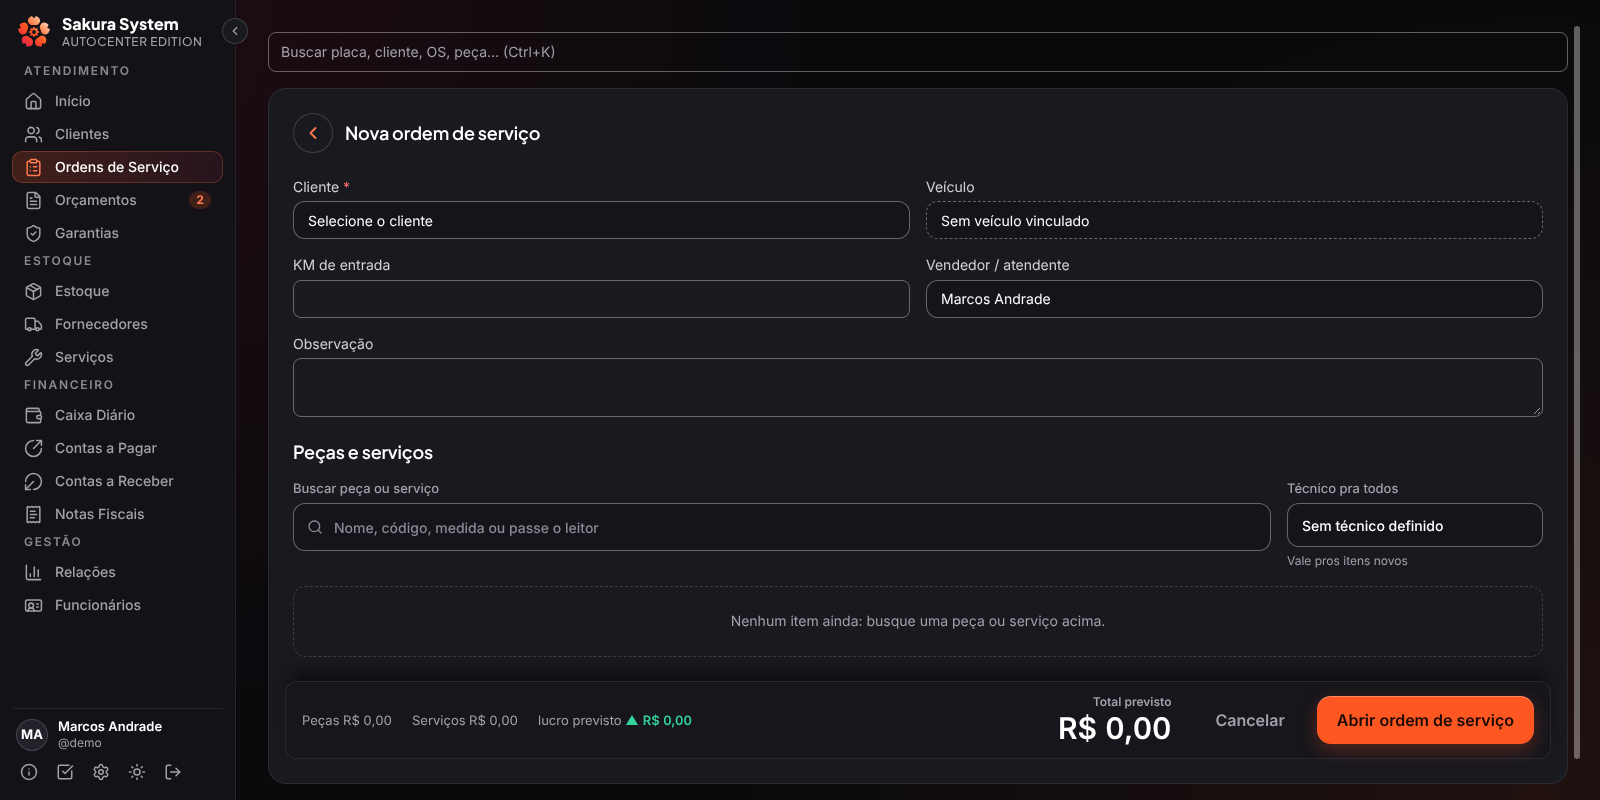 Sakura System
AUTOCENTER EDITION
ATENDIMENTO
Início
Clientes
Ordens de Serviço
Orçamentos 2
Garantias
ESTOQUE
Estoque
Fornecedores
Serviços
FINANCEIRO
Caixa Diário
Contas a Pagar
Contas a Receber
Notas Fiscais
GESTÃO
Relações
Funcionários
MA
Marcos Andrade
@demo
Buscar placa, cliente, OS, peça... (Ctrl+K)
Nova ordem de serviço
Cliente *
Selecione o cliente
Veículo
Sem veículo vinculado
KM de entrada
Vendedor / atendente
Marcos Andrade
Observação
Peças e serviços
Buscar peça ou serviço
Nome, código, medida ou passe o leitor
Técnico pra todos
Sem técnico definido
Vale pros itens novos
Nenhum item ainda: busque uma peça ou serviço acima.
Peças R$ 0,00 Serviços R$ 0,00 lucro previsto ▲ R$ 0,00
Total previsto
R$ 0,00
Cancelar
Abrir ordem de serviço